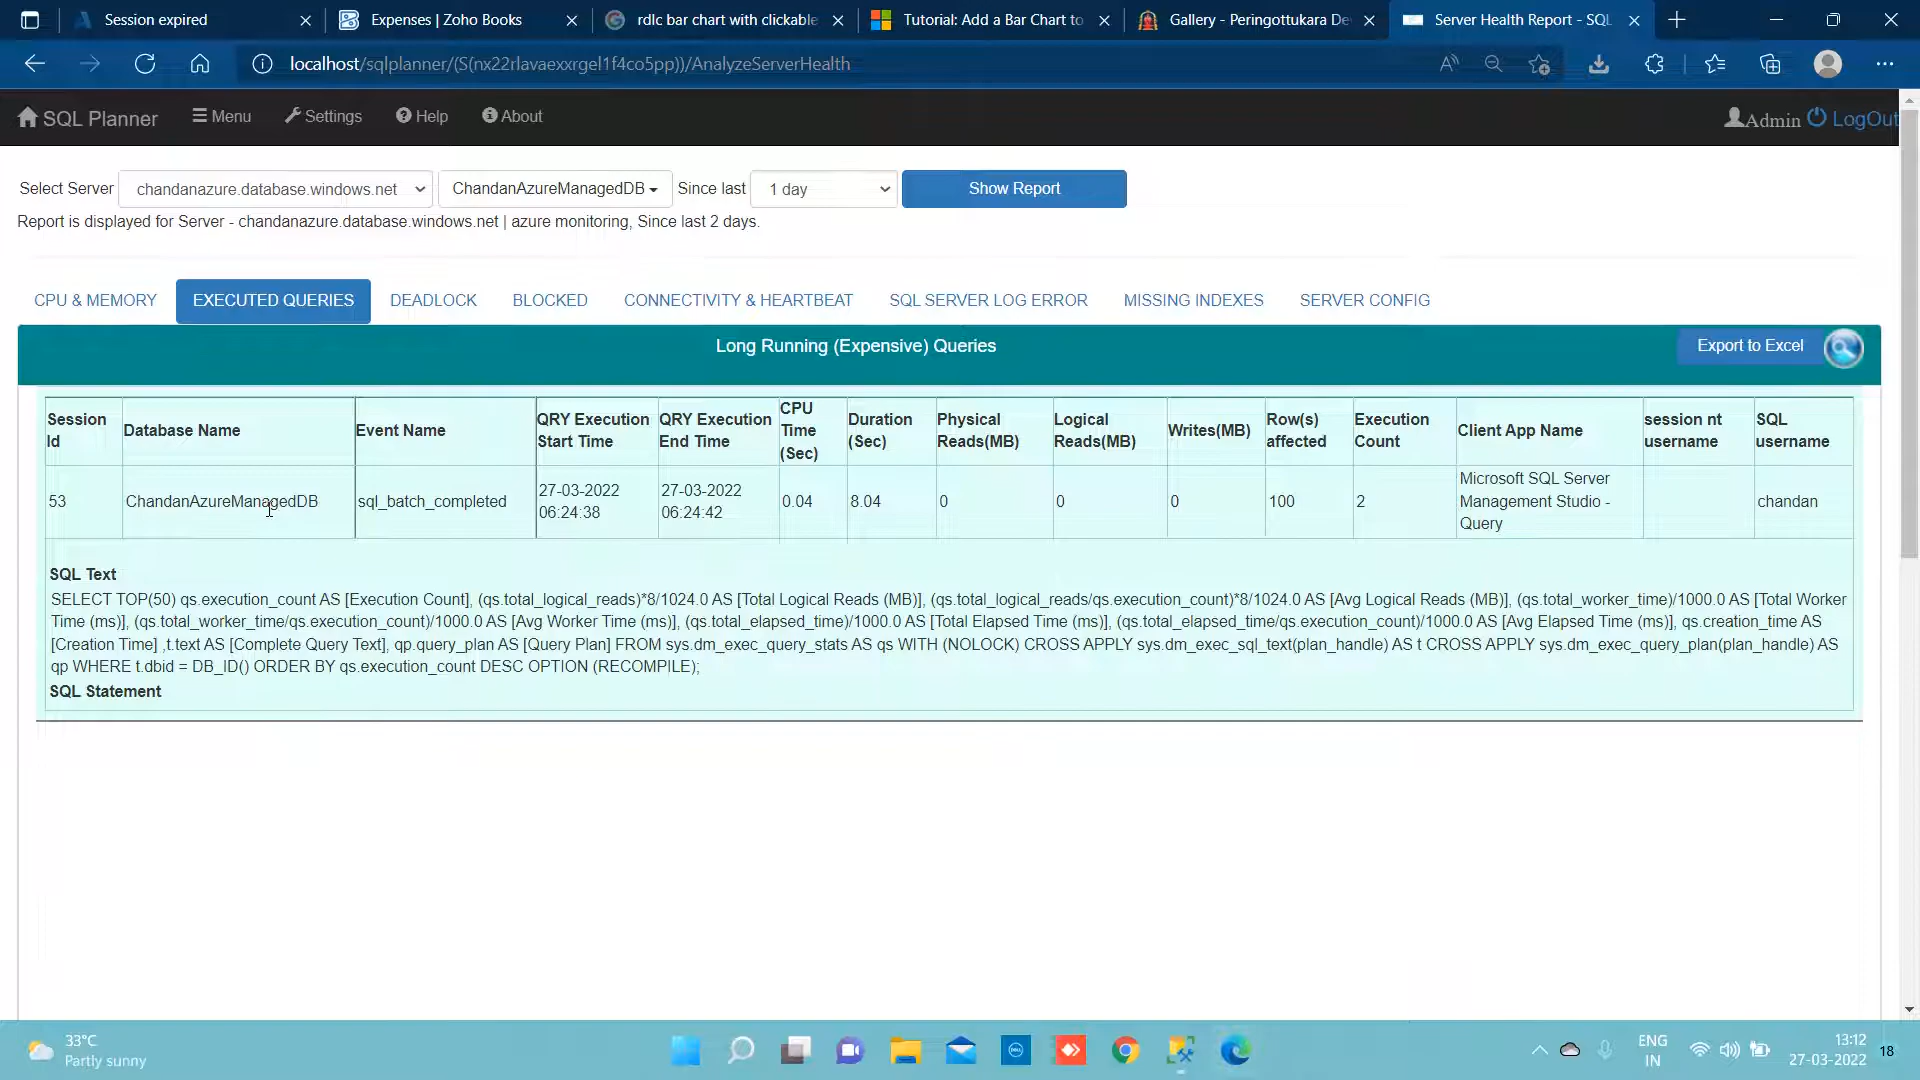 Session expired
Expenses | Zoho Books
rdlc bar chart with clickable
Tutorial: Add a Bar Chart to
Gallery - Peringottukara De
Server Health Report - SQL
localhost/sqlplanner/(S(nx22rlavaexxrgel1f4co5pp))/AnalyzeServerHealth
SQL Planner
Menu
Settings
Help
About
Admin
LogOut
Select Server
chandanazure.database.windows.net
ChandanAzureManagedDB
Since last
1 day
Show Report
Report is displayed for Server - chandanazure.database.windows.net | azure monitoring, Since last 2 days.
CPU & MEMORY
EXECUTED QUERIES
DEADLOCK
BLOCKED
CONNECTIVITY & HEARTBEAT
SQL SERVER LOG ERROR
MISSING INDEXES
SERVER CONFIG
Long Running (Expensive) Queries
Export to Excel
Session Id
Database Name
Event Name
QRY Execution Start Time
QRY Execution End Time
CPU Time (Sec)
Duration (Sec)
Physical Reads(MB)
Logical Reads(MB)
Writes(MB)
Row(s) affected
Execution Count
Client App Name
session nt username
SQL username
53
ChandanAzureManagedDB
sql_batch_completed
27-03-2022 06:24:38
27-03-2022 06:24:42
0.04
8.04
0
0
0
100
2
Microsoft SQL Server Management Studio - Query
chandan
SQL Text
SELECT TOP(50) qs.execution_count AS [Execution Count], (qs.total_logical_reads)*8/1024.0 AS [Total Logical Reads (MB)], (qs.total_logical_reads/qs.execution_count)*8/1024.0 AS [Avg Logical Reads (MB)], (qs.total_worker_time)/1000.0 AS [Total Worker
Time (ms)], (qs.total_worker_time/qs.execution_count)/1000.0 AS [Avg Worker Time (ms)], (qs.total_elapsed_time)/1000.0 AS [Total Elapsed Time (ms)], (qs.total_elapsed_time/qs.execution_count)/1000.0 AS [Avg Elapsed Time (ms)], qs.creation_time AS
[Creation Time] ,t.text AS [Complete Query Text], qp.query_plan AS [Query Plan] FROM sys.dm_exec_query_stats AS qs WITH (NOLOCK) CROSS APPLY sys.dm_exec_sql_text(plan_handle) AS t CROSS APPLY sys.dm_exec_query_plan(plan_handle) AS
qp WHERE t.dbid = DB_ID() ORDER BY qs.execution_count DESC OPTION (RECOMPILE);
SQL Statement
33°C
Partly sunny
ENG
IN
13:12
27-03-2022
18